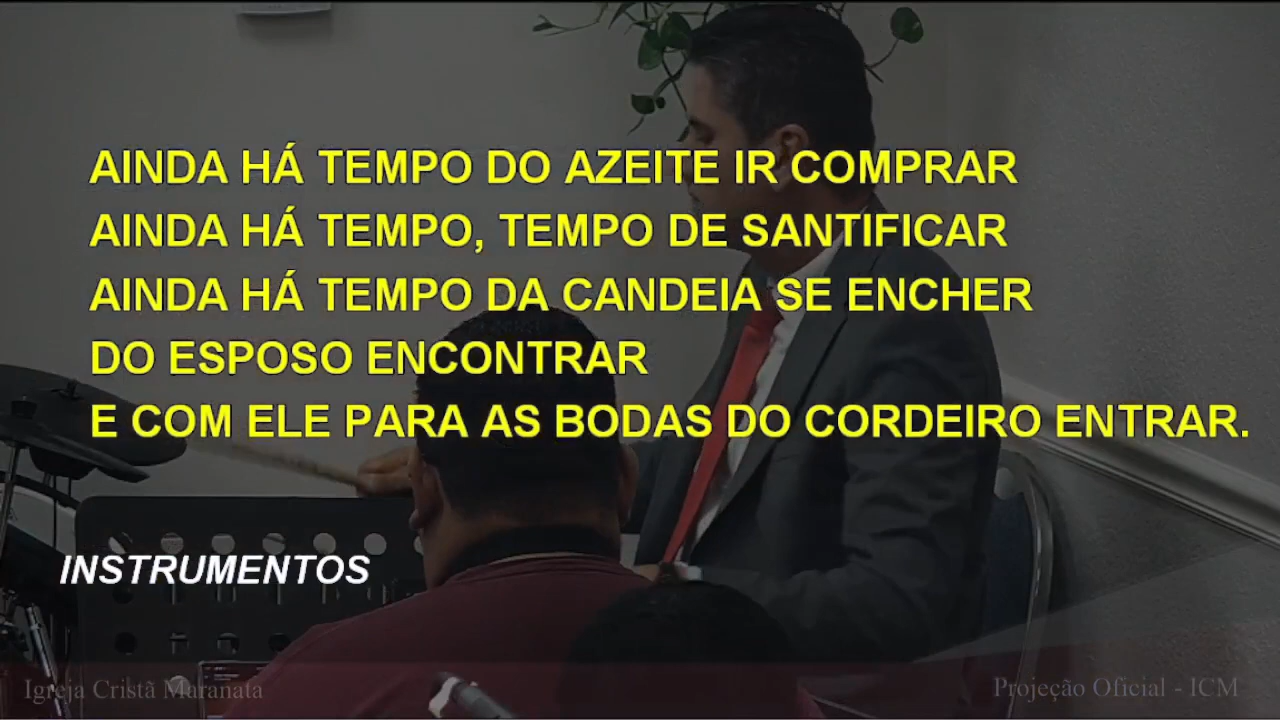 AINDA HÁ TEMPO DO AZEITE IR COMPRAR
AINDA HÁ TEMPO, TEMPO DE SANTIFICAR
AINDA HÁ TEMPO DA CANDEIA SE ENCHER
DO ESPOSO ENCONTRAR
E COM ELE PARA AS BODAS DO CORDEIRO ENTRAR.
INSTRUMENTOS
Igreja Cristã Maranata
Projeção Oficial - ICM